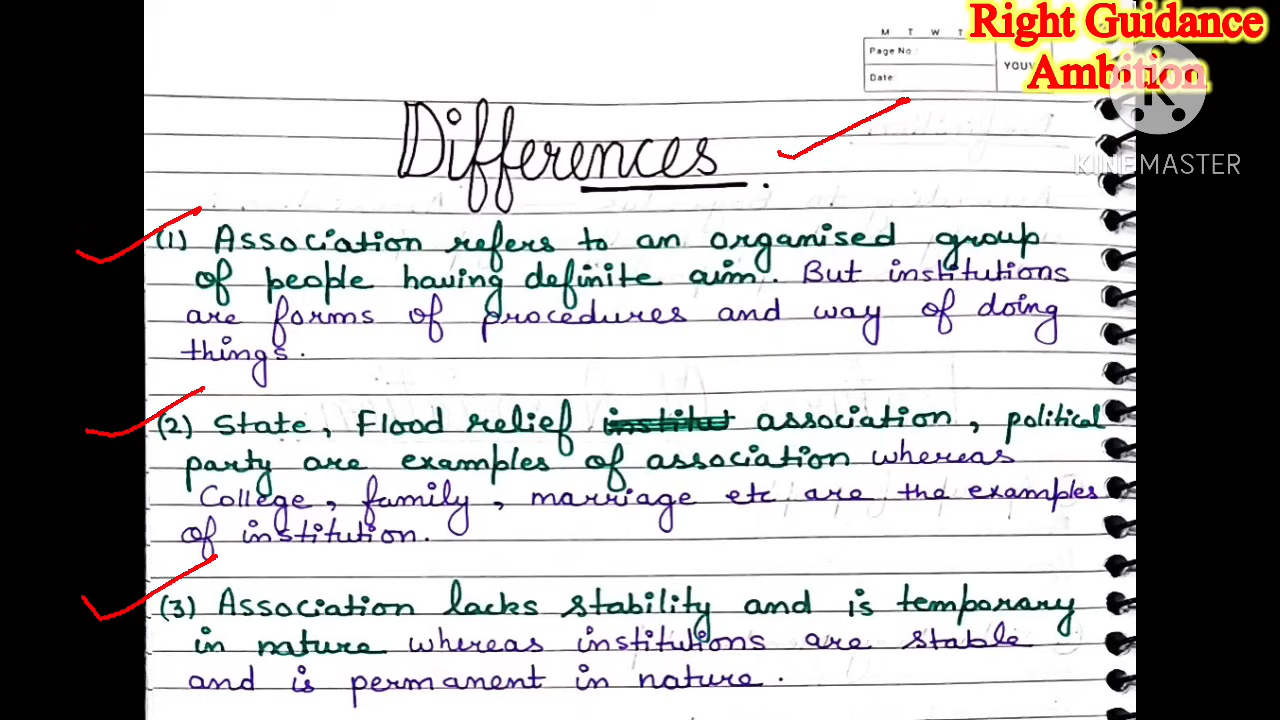 Right Guidance
Ambition
M T W T
Page No :
Date:
YOUV
K
KINEMASTER
Differences.
(1) Association refers to an organised group
of people having definite aim. But institutions
are forms of procedures and way of doing
things.
(2) State, Flood relief association, political
party are examples of association whereas
College, family, marriage etc are the examples
of institution.
(3) Association lacks stability and is temporary
in nature whereas institutions are stable
and is permanent in nature.